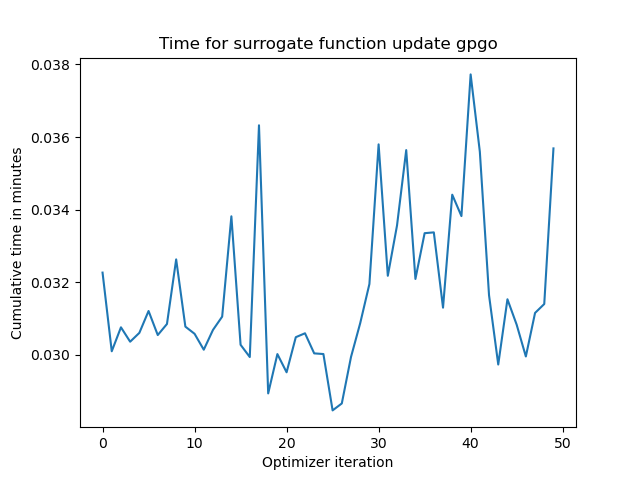 Time for surrogate function update gpgo
0.038
0.036
0.034
0.032
0.030
Cumulative time in minutes
0 10 20 30 40 50
Optimizer iteration